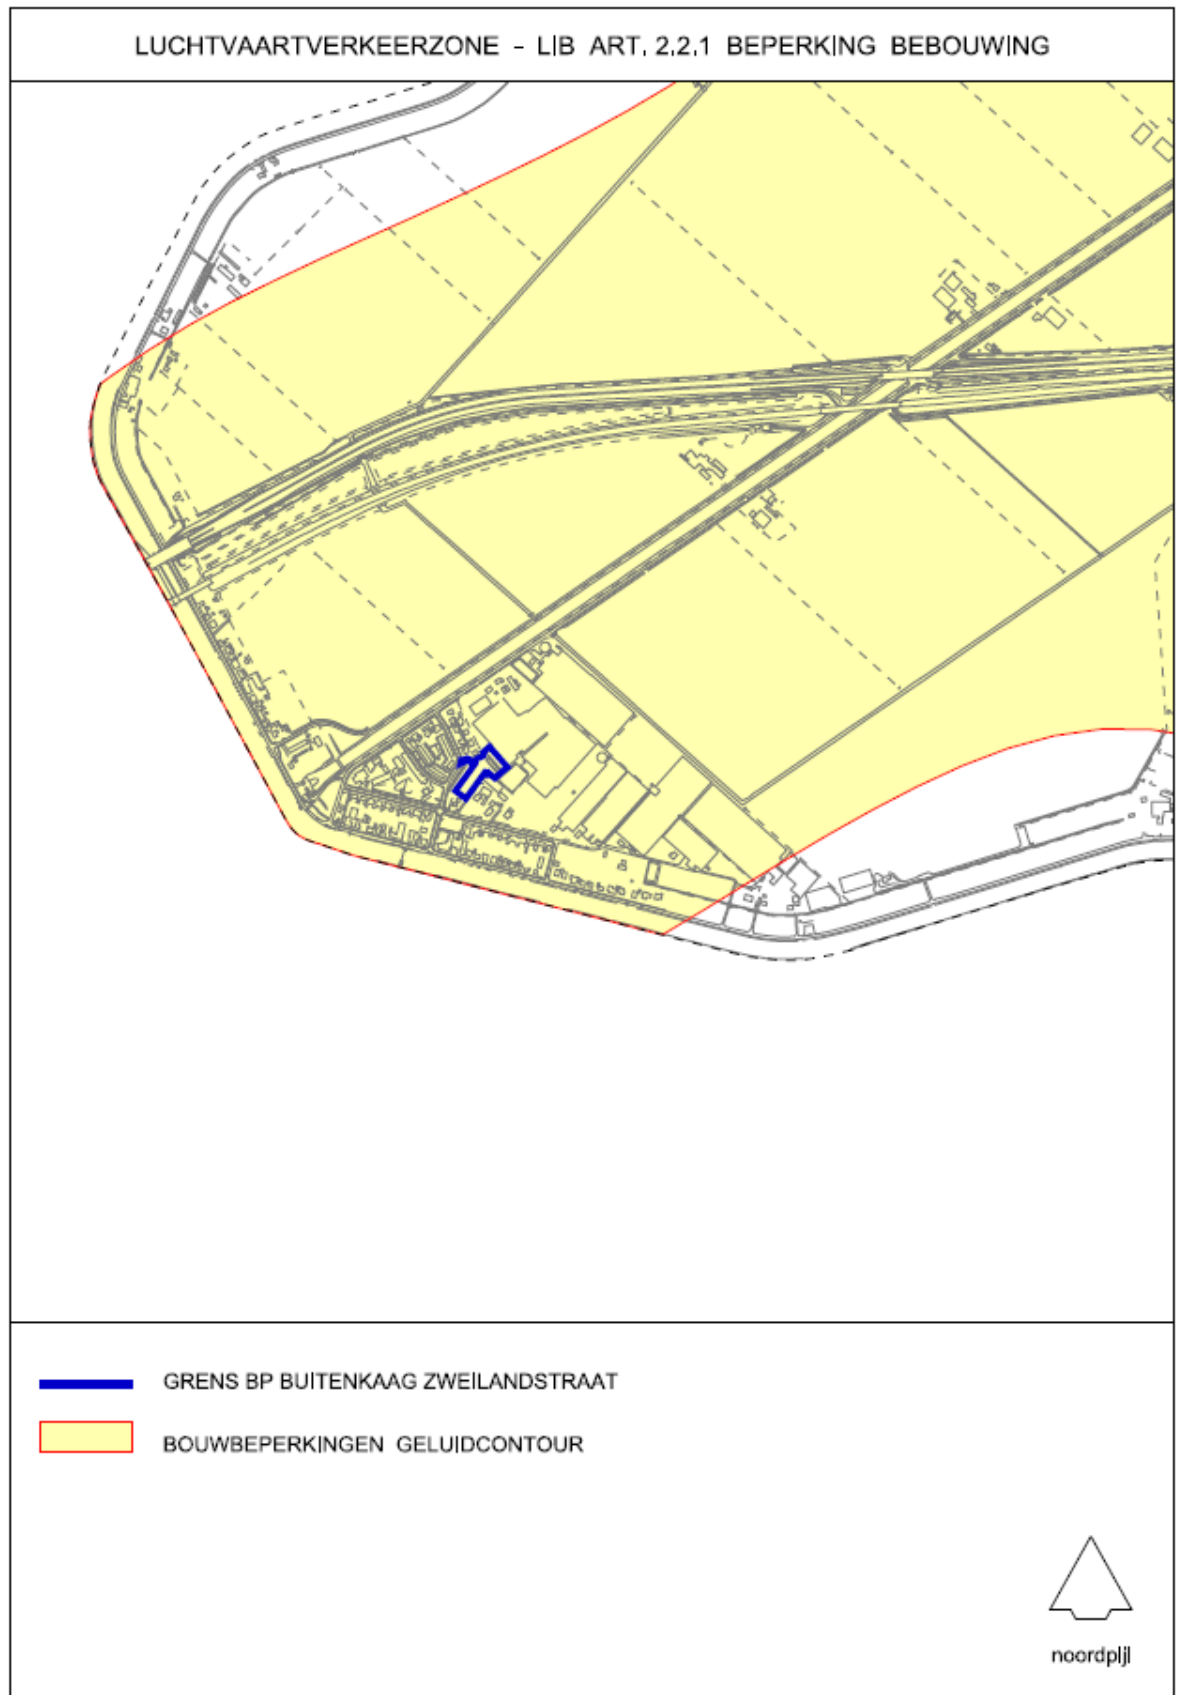 LUCHTVAARTVERKEERZONE - LIB ART. 2.2.1 BEPERKING BEBOUWING
GRENS BP BUITENKAAG ZWEILANDSTRAAT
BOUWBEPERKINGEN GELUIDCONTOUR
noordpijl